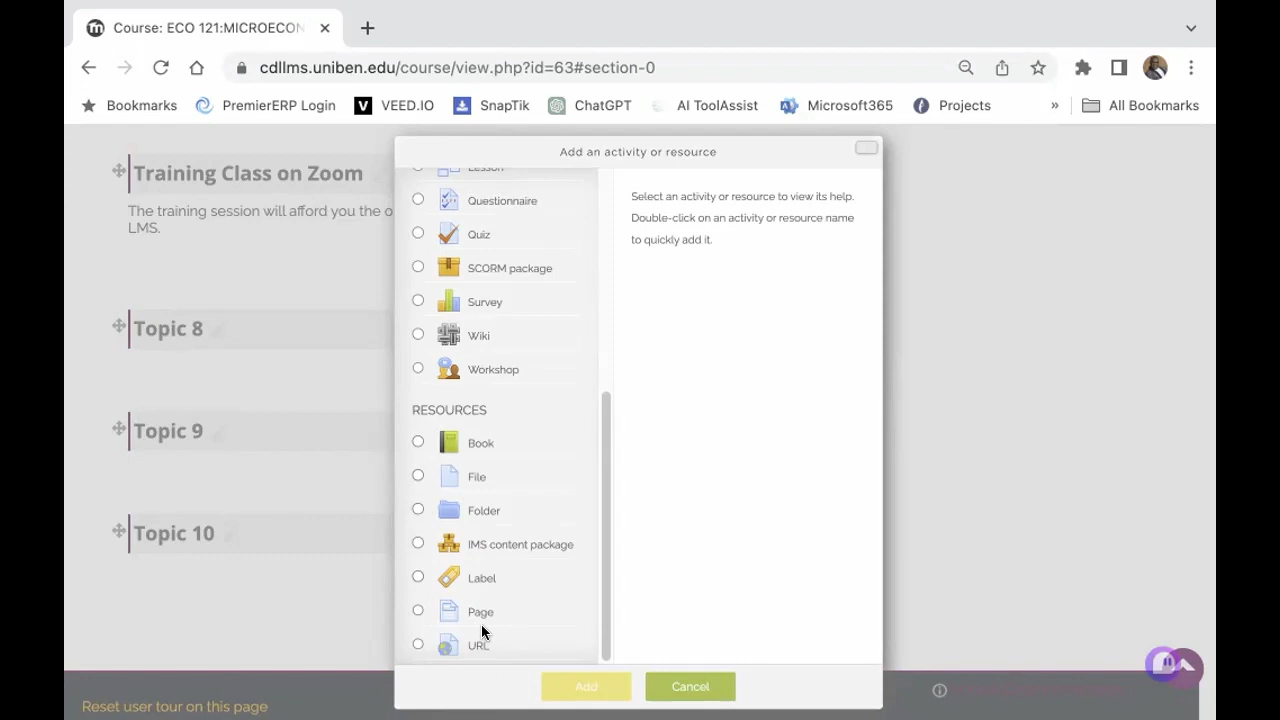 Course: ECO 121:MICROECON
cdllms.uniben.edu/course/view.php?id=63#section-0
Bookmarks PremierERP Login VEED.IO SnapTik ChatGPT AI ToolAssist Microsoft365 Projects » All Bookmarks
Add an activity or resource
Training Class on Zoom
The training session will afford you the o
LMS.
Topic 8
Topic 9
Topic 10
Lesson
Questionnaire
Quiz
SCORM package
Survey
Wiki
Workshop
RESOURCES
Book
File
Folder
IMS content package
Label
Page
URL
Select an activity or resource to view its help.
Double-click on an activity or resource name
to quickly add it.
Add
Cancel
Reset user tour on this page